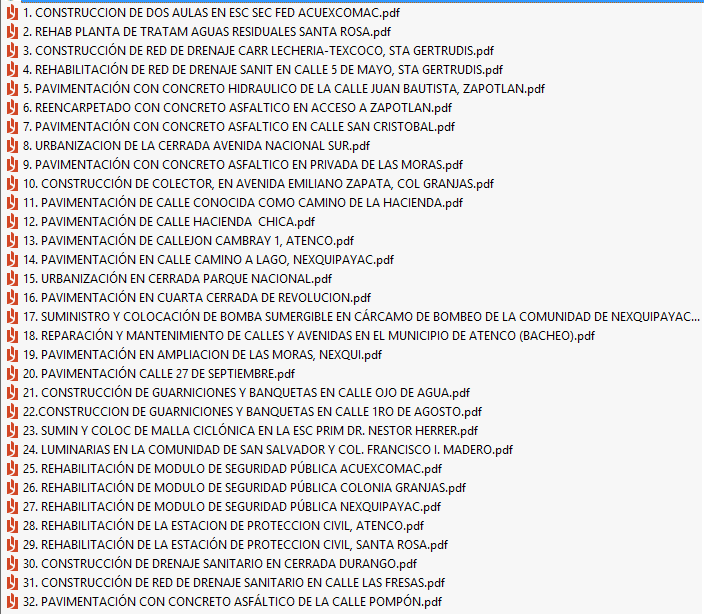 1. CONSTRUCCION DE DOS AULAS EN ESC SEC FED ACUEXCOMAC.pdf
2. REHAB PLANTA DE TRATAM AGUAS RESIDUALES SANTA ROSA.pdf
3. CONSTRUCCIÓN DE RED DE DRENAJE CARR LECHERIA-TEXCOCO, STA GERTRUDIS.pdf
4. REHABILITACIÓN DE RED DE DRENAJE SANIT EN CALLE 5 DE MAYO, STA GERTRUDIS.pdf
5. PAVIMENTACIÓN CON CONCRETO HIDRAULICO DE LA CALLE JUAN BAUTISTA, ZAPOTLAN.pdf
6. REENCARPETADO CON CONCRETO ASFALTICO EN ACCESO A ZAPOTLAN.pdf
7. PAVIMENTACIÓN CON CONCRETO ASFALTICO EN CALLE SAN CRISTOBAL.pdf
8. URBANIZACION DE LA CERRADA AVENIDA NACIONAL SUR.pdf
9. PAVIMENTACIÓN CON CONCRETO ASFALTICO EN PRIVADA DE LAS MORAS.pdf
10. CONSTRUCCIÓN DE COLECTOR, EN AVENIDA EMILIANO ZAPATA, COL GRANJAS.pdf
11. PAVIMENTACIÓN DE CALLE CONOCIDA COMO CAMINO DE LA HACIENDA.pdf
12. PAVIMENTACIÓN DE CALLE HACIENDA  CHICA.pdf
13. PAVIMENTACIÓN DE CALLEJON CAMBRAY 1, ATENCO.pdf
14. PAVIMENTACIÓN EN CALLE CAMINO A LAGO, NEXQUIPAYAC.pdf
15. URBANIZACIÓN EN CERRADA PARQUE NACIONAL.pdf
16. PAVIMENTACIÓN EN CUARTA CERRADA DE REVOLUCION.pdf
17. SUMINISTRO Y COLOCACIÓN DE BOMBA SUMERGIBLE EN CÁRCAMO DE BOMBEO DE LA COMUNIDAD DE NEXQUIPAYAC...
18. REPARACIÓN Y MANTENIMIENTO DE CALLES Y AVENIDAS EN EL MUNICIPIO DE ATENCO (BACHEO).pdf
19. PAVIMENTACIÓN EN AMPLIACION DE LAS MORAS, NEXQUI.pdf
20. PAVIMENTACIÓN CALLE 27 DE SEPTIEMBRE.pdf
21. CONSTRUCCIÓN DE GUARNICIONES Y BANQUETAS EN CALLE OJO DE AGUA.pdf
22.CONSTRUCCION DE GUARNICIONES Y BANQUETAS EN CALLE 1RO DE AGOSTO.pdf
23. SUMIN Y COLOC DE MALLA CICLÓNICA EN LA ESC PRIM DR. NESTOR HERRER.pdf
24. LUMINARIAS EN LA COMUNIDAD DE SAN SALVADOR Y COL. FRANCISCO I. MADERO.pdf
25. REHABILITACIÓN DE MODULO DE SEGURIDAD PÚBLICA ACUEXCOMAC.pdf
26. REHABILITACIÓN DE MODULO DE SEGURIDAD PÚBLICA COLONIA GRANJAS.pdf
27. REHABILITACIÓN DE MODULO DE SEGURIDAD PÚBLICA NEXQUIPAYAC.pdf
28. REHABILITACIÓN DE LA ESTACION DE PROTECCION CIVIL, ATENCO.pdf
29. REHABILITACIÓN DE LA ESTACIÓN DE PROTECCIÓN CIVIL, SANTA ROSA.pdf
30. CONSTRUCCIÓN DE DRENAJE SANITARIO EN CERRADA DURANGO.pdf
31. CONSTRUCCIÓN DE RED DE DRENAJE SANITARIO EN CALLE LAS FRESAS.pdf
32. PAVIMENTACIÓN CON CONCRETO ASFÁLTICO DE LA CALLE POMPÓN.pdf